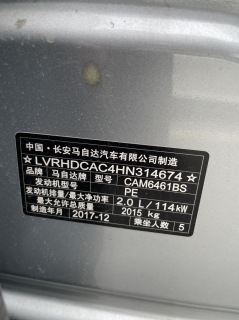 中国·长安马自达汽车有限公司制造
☆LVRHDCAC4HN314674☆
品牌 马自达 整车型号 CAM6461BS
发动机型号 PE
发动机排量/最大净功率 2.0 L/114kW
最大允许总质量 2015 kg
制造年月 2017-12 乘坐人数 5